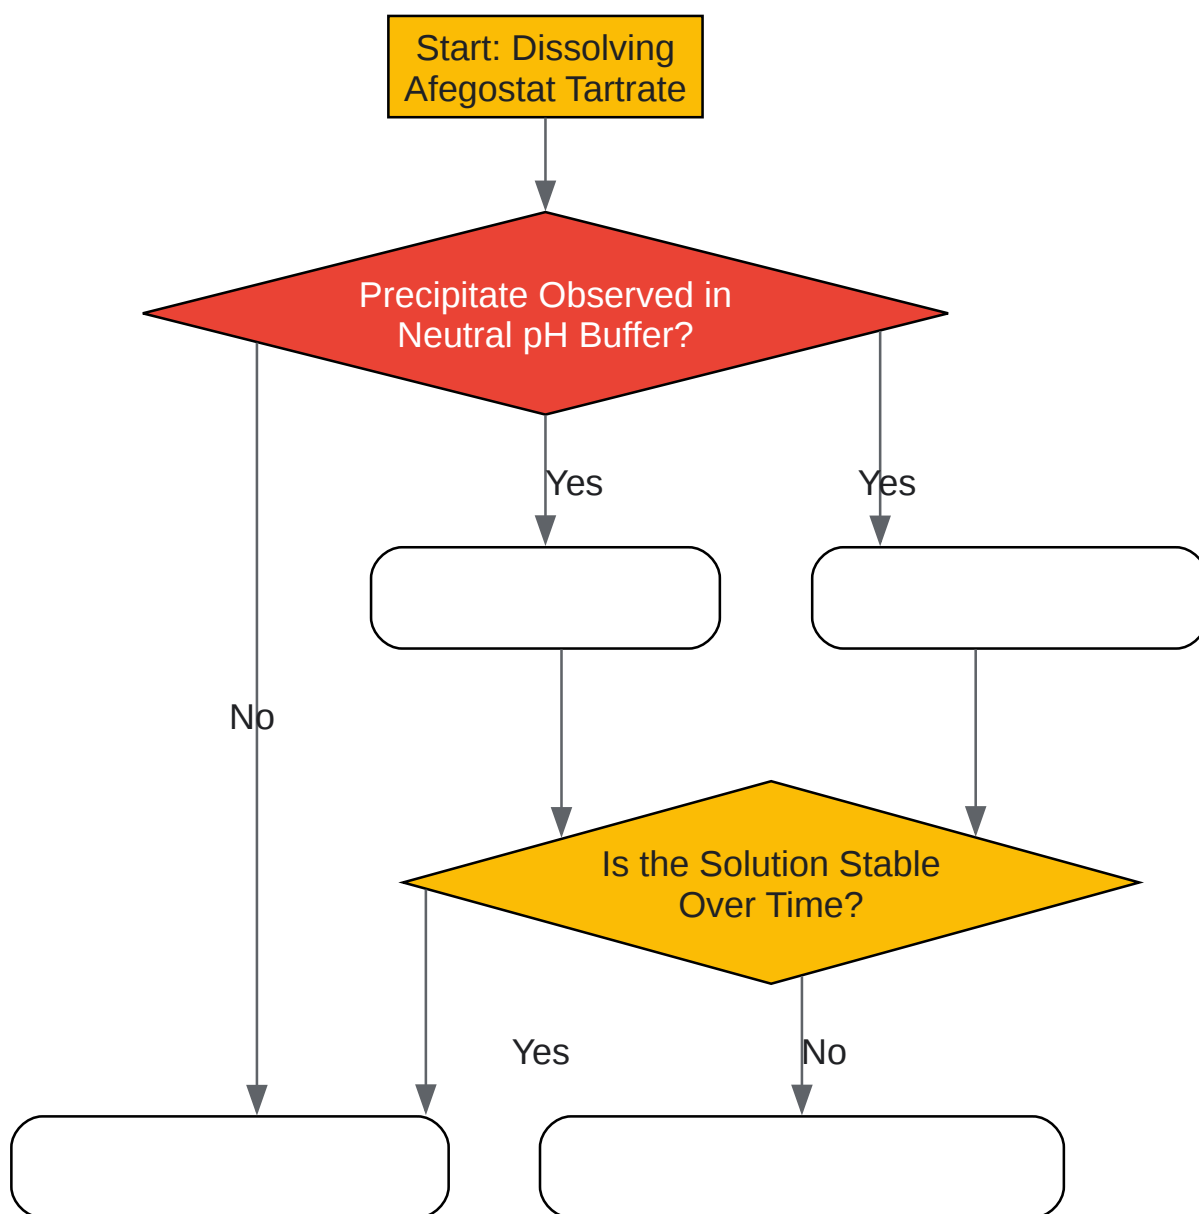 Start: Dissolving
Afegostat Tartrate
Precipitate Observed in
Neutral pH Buffer?
Yes
Yes
No
Is the Solution Stable
Over Time?
Yes
No